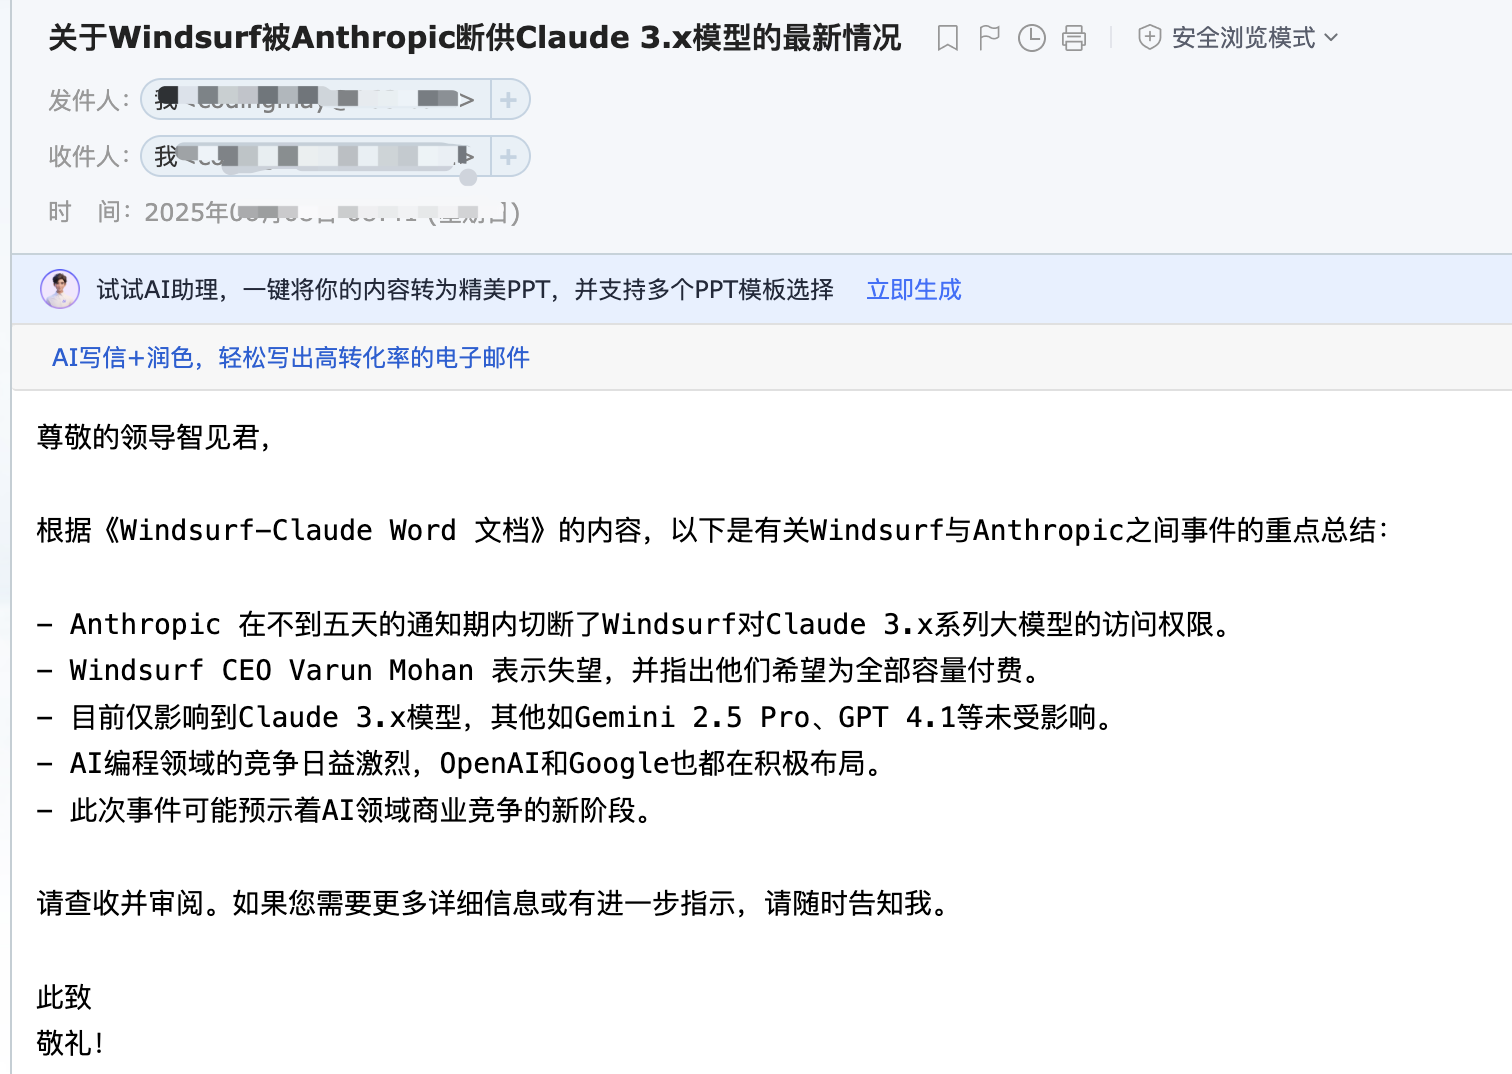 关于Windsurf被Anthropic断供Claude 3.x模型的最新情况
安全浏览模式
发件人：
我
收件人：
我
时 间：2025年
试试AI助理，一键将你的内容转为精美PPT，并支持多个PPT模板选择 立即生成
AI写信+润色，轻松写出高转化率的电子邮件
尊敬的领导智见君，
根据《Windsurf-Claude Word 文档》的内容，以下是有关Windsurf与Anthropic之间事件的重点总结：
- Anthropic 在不到五天的通知期内切断了Windsurf对Claude 3.x系列大模型的访问权限。
- Windsurf CEO Varun Mohan 表示失望，并指出他们希望为全部容量付费。
- 目前仅影响到Claude 3.x模型，其他如Gemini 2.5 Pro、GPT 4.1等未受影响。
- AI编程领域的竞争日益激烈，OpenAI和Google也都在积极布局。
- 此次事件可能预示着AI领域商业竞争的新阶段。
请查收并审阅。如果您需要更多详细信息或有进一步指示，请随时告知我。
此致
敬礼！